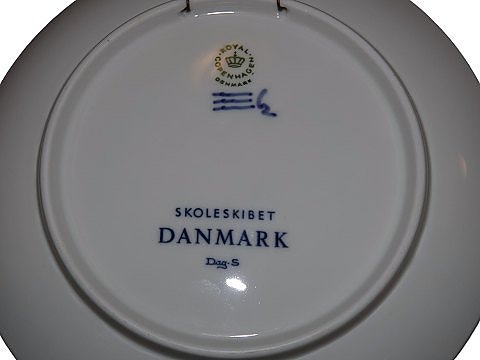 ROYAL COPENHAGEN
DENMARK
SKOLESKIBET
DANMARK
Dag·S